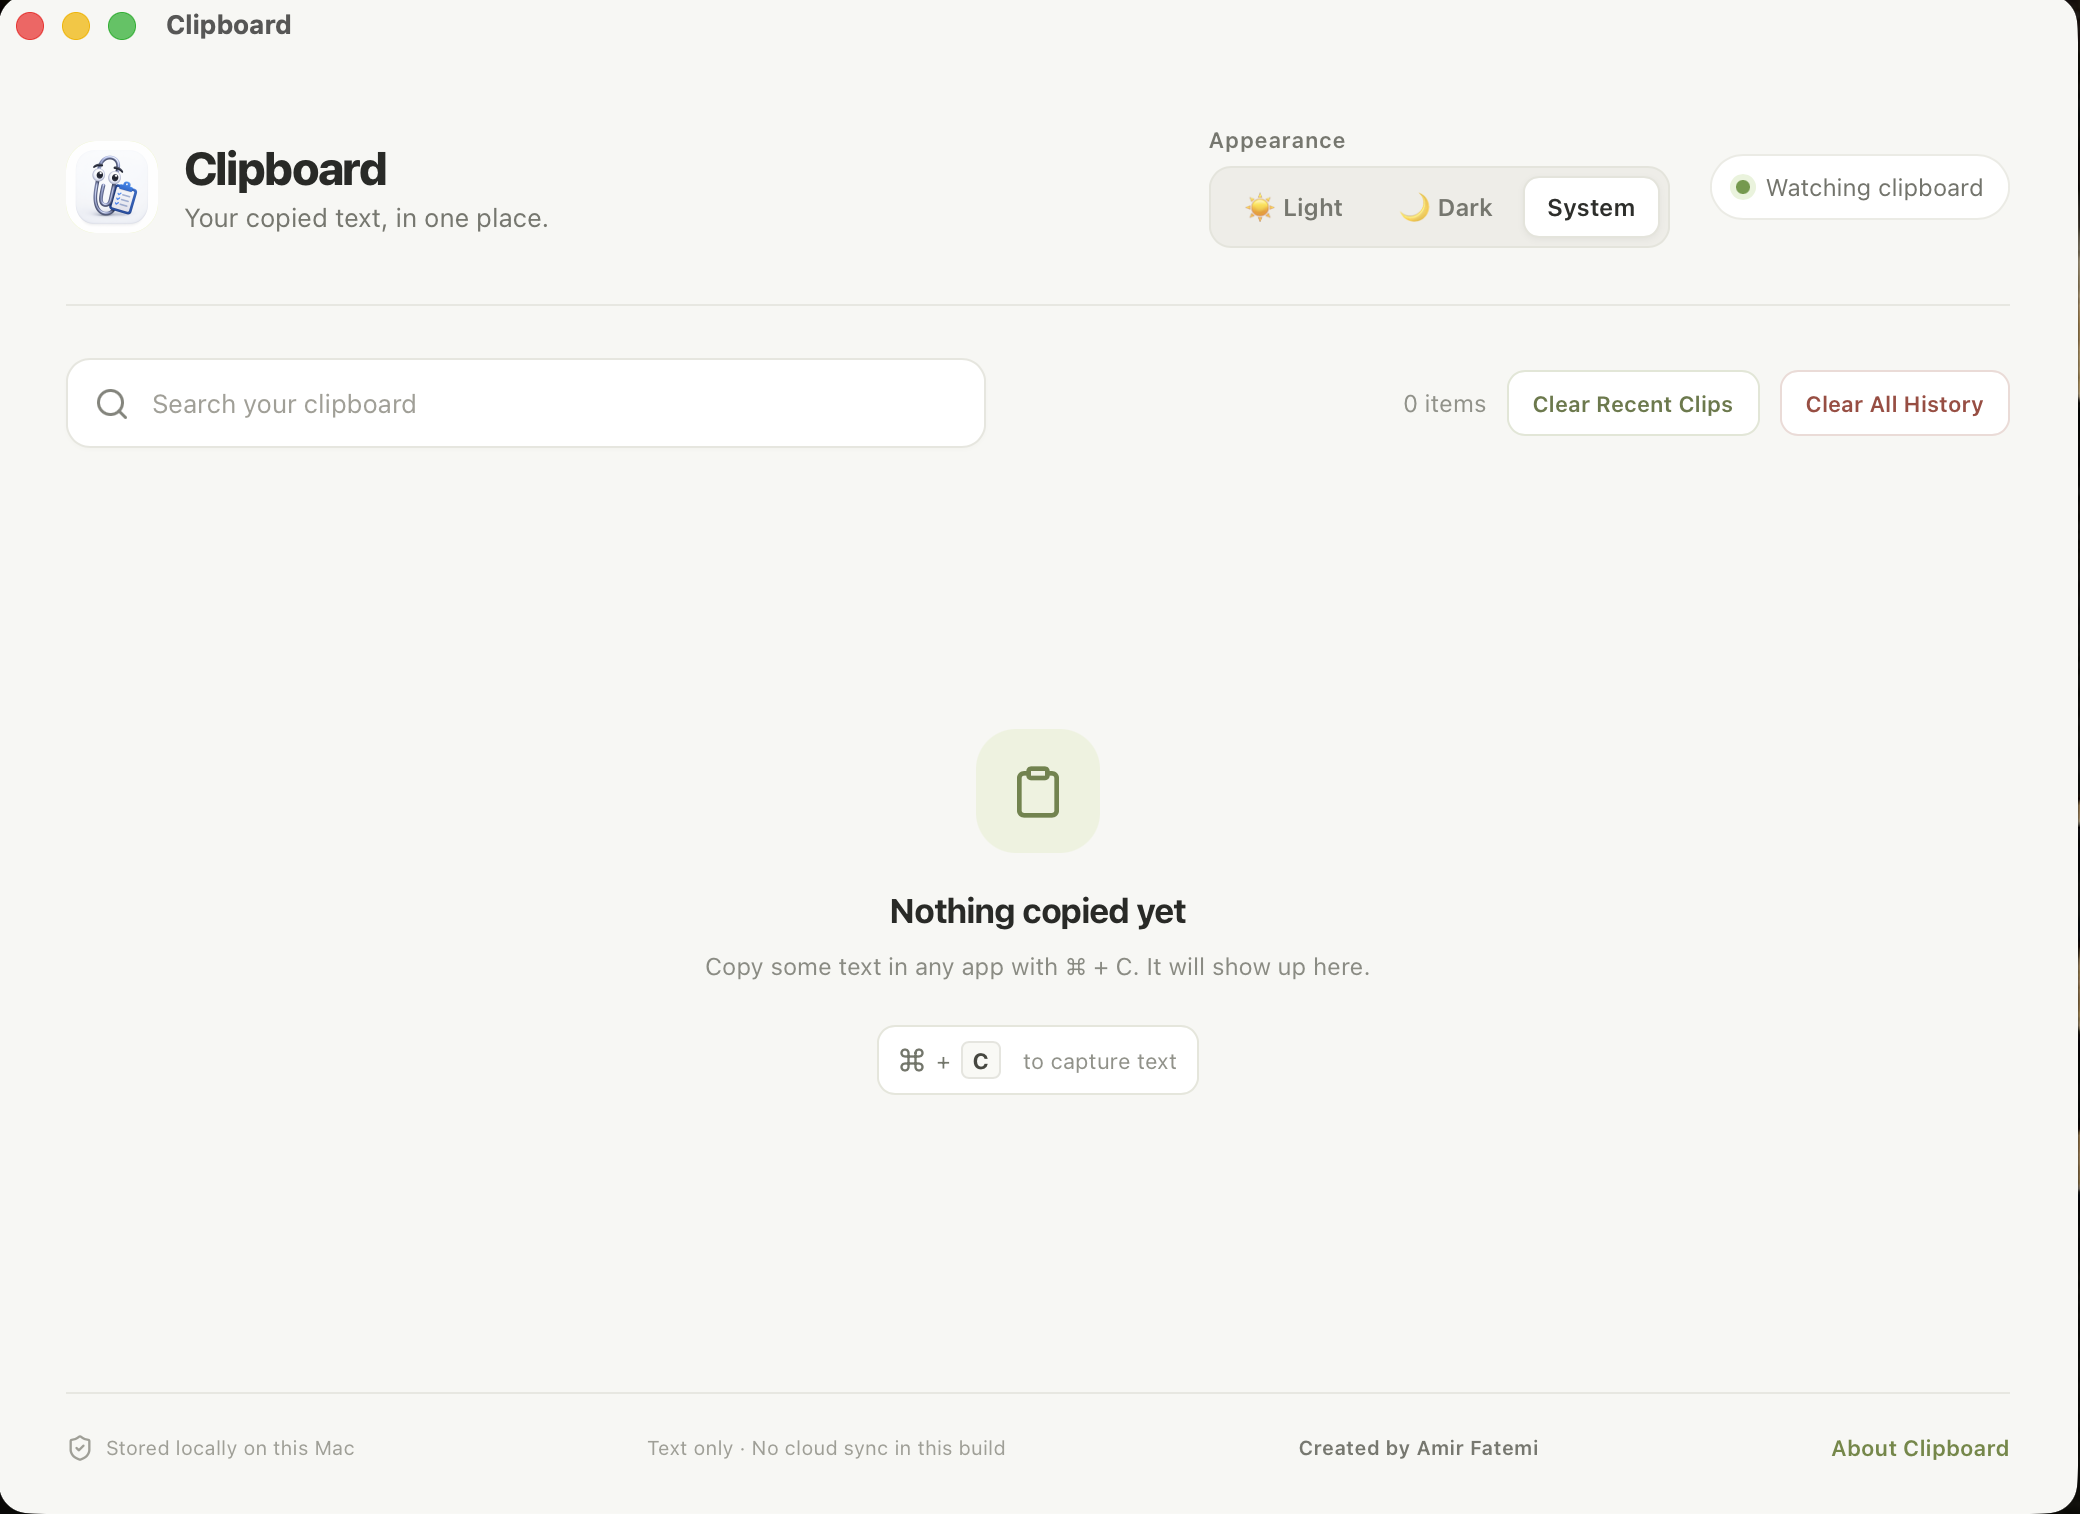 Clipboard
Clipboard
Your copied text, in one place.
Appearance
☀️ Light 🌙 Dark System
Watching clipboard
Search your clipboard
0 items
Clear Recent Clips
Clear All History
Nothing copied yet
Copy some text in any app with ⌘ + C. It will show up here.
⌘ + C to capture text
Stored locally on this Mac
Text only · No cloud sync in this build
Created by Amir Fatemi
About Clipboard